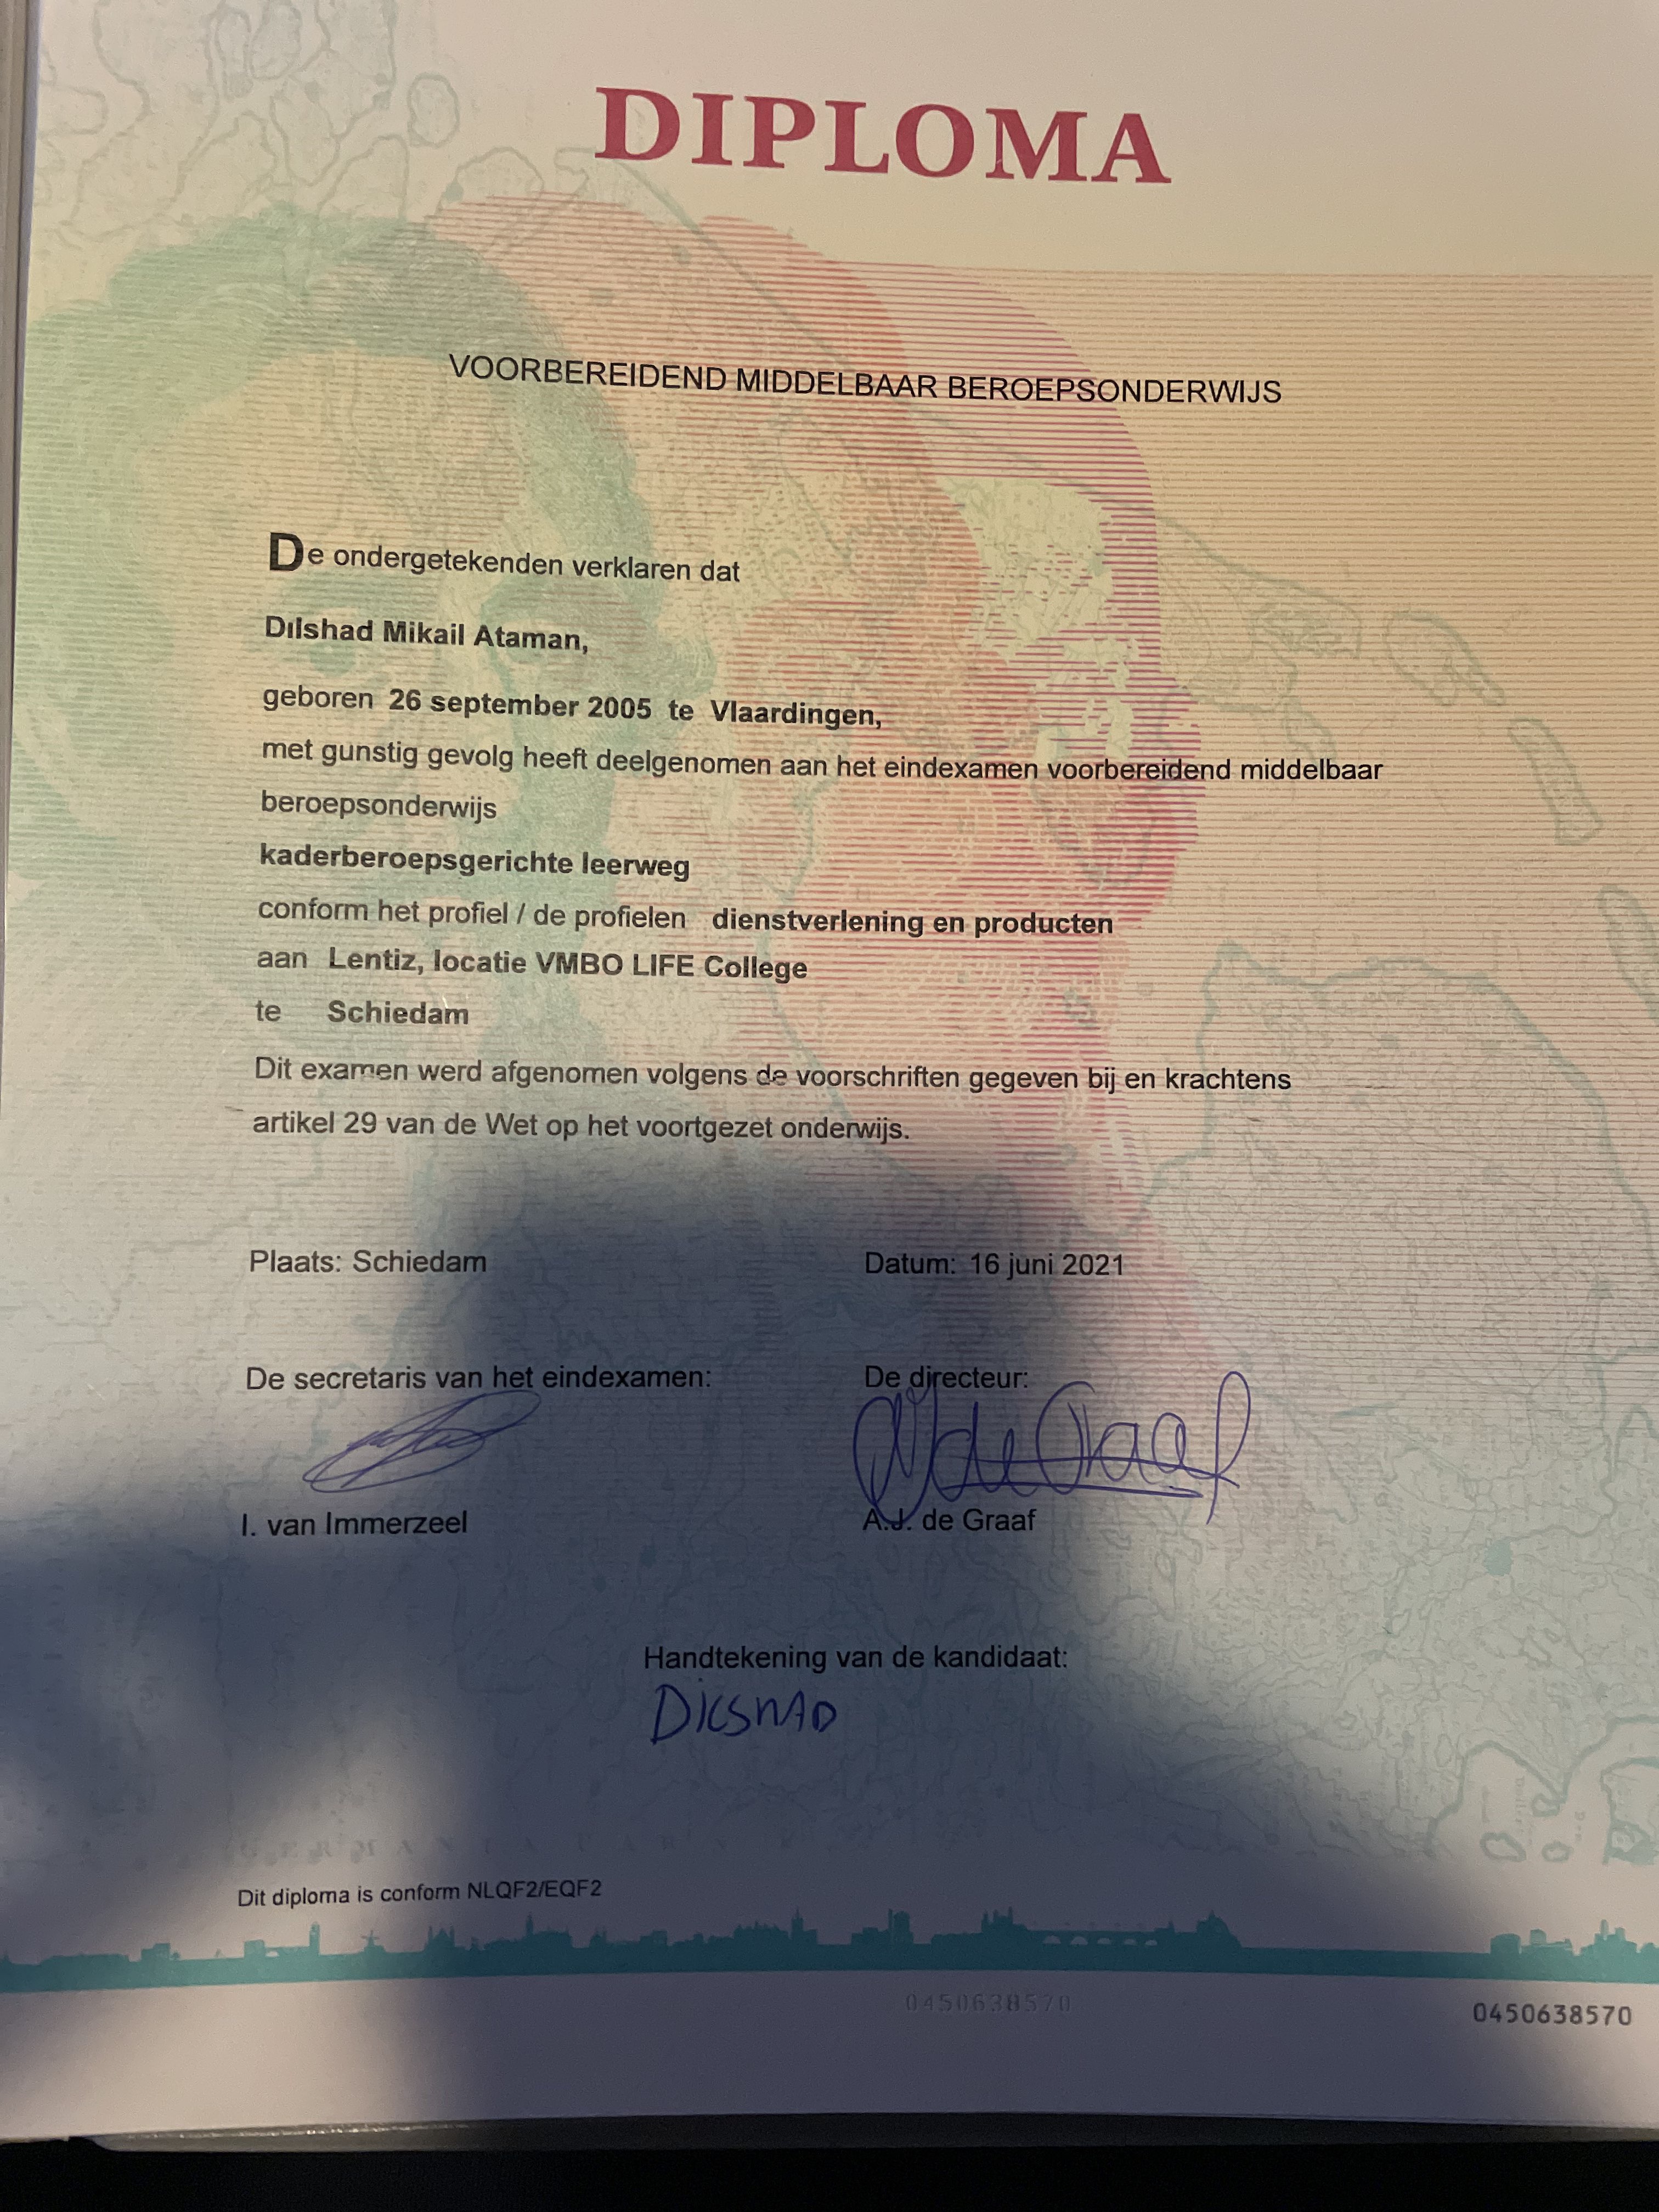 DIPLOMA
VOORBEREIDEND MIDDELBAAR BEROEPSONDERWIJS
De ondergetekenden verklaren dat
Dılshad Mikail Ataman,
geboren 26 september 2005 te Vlaardingen,
met gunstig gevolg heeft deelgenomen aan het eindexamen voorbereidend middelbaar
beroepsonderwijs
kaderberoepsgerichte leerweg
conform het profiel / de profielen dienstverlening en producten
aan Lentiz, locatie VMBO LIFE College
te Schiedam
Dit examen werd afgenomen volgens de voorschriften gegeven bij en krachtens
artikel 29 van de Wet op het voortgezet onderwijs.
Plaats: Schiedam Datum: 16 juni 2021
De secretaris van het eindexamen: De directeur:
I. van Immerzeel A.J. de Graaf
Handtekening van de kandidaat:
Dit diploma is conform NLQF2/EQF2
0450638570 0450638570